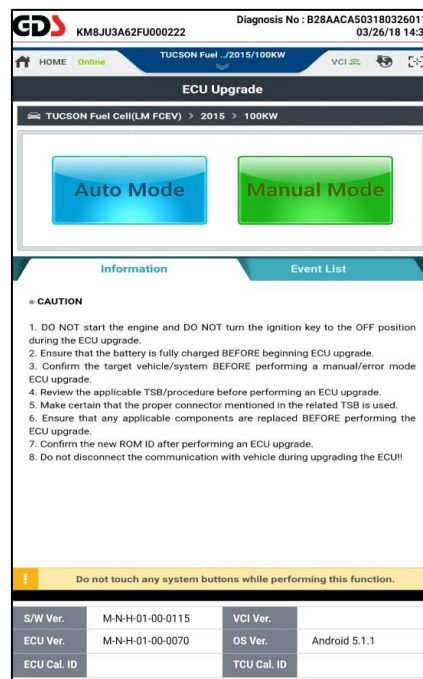 GDS
KM8JU3A62FU000222
Diagnosis No : B28AACA503180326011
03/26/18 14:3
HOME
Online
TUCSON Fuel ../2015/100KW
VCI
ECU Upgrade
TUCSON Fuel Cell(LM FCEV) > 2015 > 100KW
Auto Mode
Manual Mode
Information
Event List
CAUTION
1. DO NOT start the engine and DO NOT turn the ignition key to the OFF position
during the ECU upgrade.
2. Ensure that the battery is fully charged BEFORE beginning ECU upgrade.
3. Confirm the target vehicle/system BEFORE performing a manual/error mode
ECU upgrade.
4. Review the applicable TSB/procedure before performing an ECU upgrade.
5. Make certain that the proper connector mentioned in the related TSB is used.
6. Ensure that any applicable components are replaced BEFORE performing the
ECU upgrade.
7. Confirm the new ROM ID after performing an ECU upgrade.
8. Do not disconnect the communication with vehicle during upgrading the ECU!!
! Do not touch any system buttons while performing this function.
S/W Ver. M-N-H-01-00-0115 VCI Ver.
ECU Ver. M-N-H-01-00-0070 OS Ver. Android 5.1.1
ECU Cal. ID TCU Cal. ID